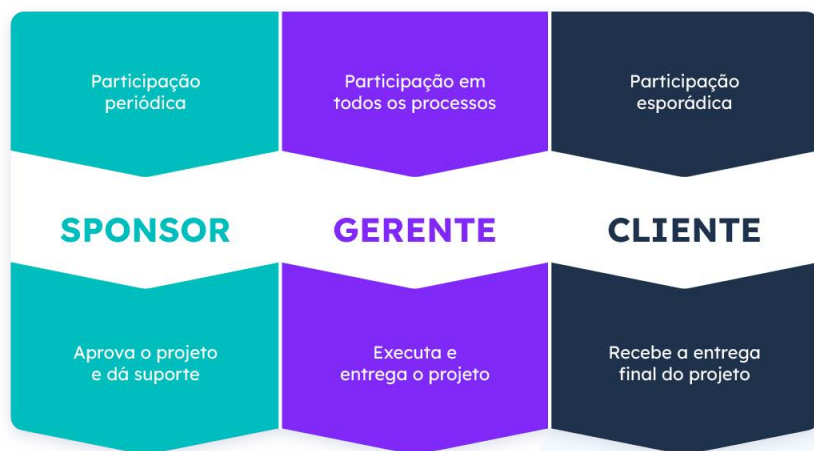 Participação
periódica
Participação em
todos os processos
Participação
esporádica
SPONSOR
GERENTE
CLIENTE
Aprova o projeto
e dá suporte
Executa e
entrega o projeto
Recebe a entrega
final do projeto